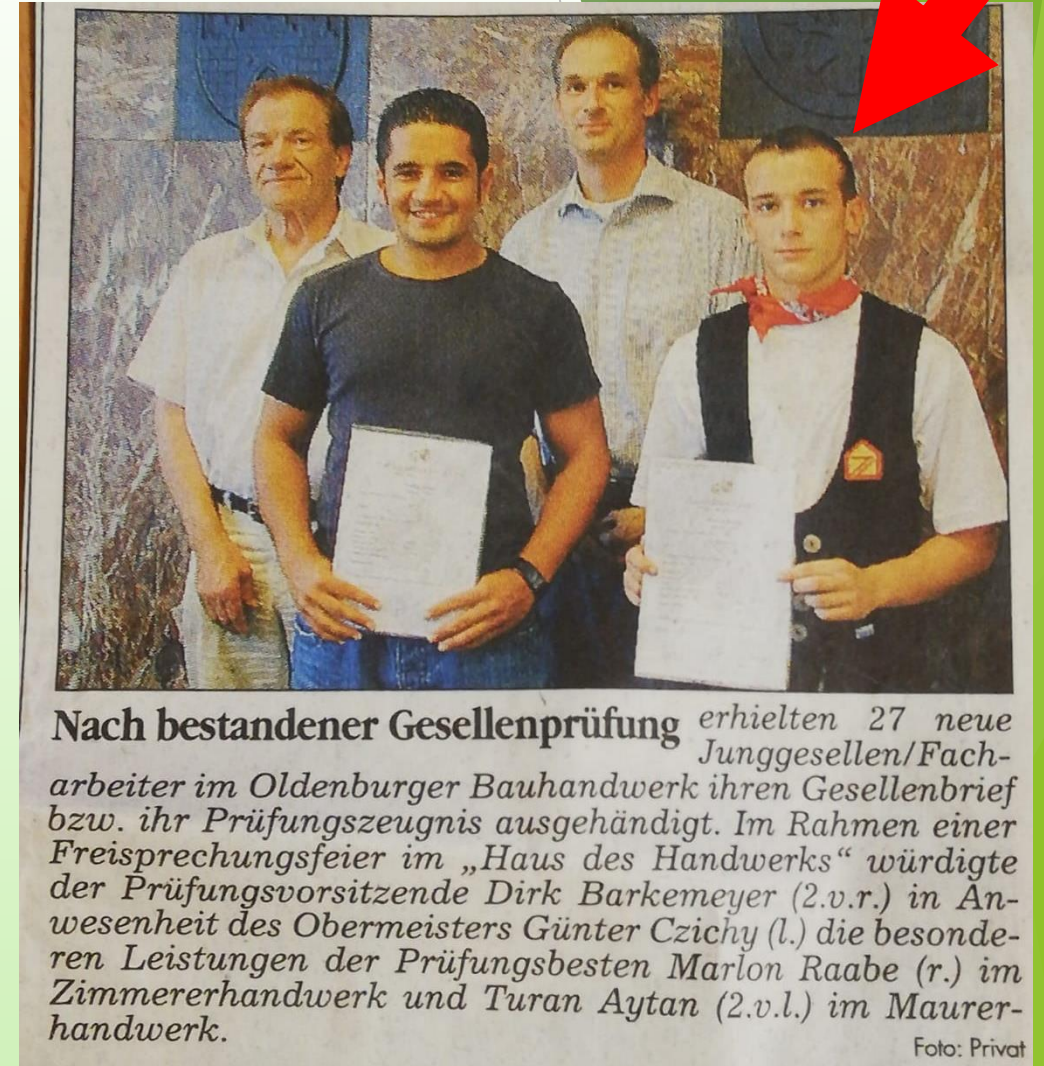 Nach bestandener Gesellenprüfung erhielten 27 neue
Junggesellen/Fach-
arbeiter im Oldenburger Bauhandwerk ihren Gesellenbrief
bzw. ihr Prüfungszeugnis ausgehändigt. Im Rahmen einer
Freisprechungsfeier im „Haus des Handwerks“ würdigte
der Prüfungsvorsitzende Dirk Barkemeyer (2.v.r.) in An-
wesenheit des Obermeisters Günter Czichy (l.) die besonde-
ren Leistungen der Prüfungsbesten Marlon Raabe (r.) im
Zimmererhandwerk und Turan Aytan (2.v.l.) im Maurer-
handwerk.
Foto: Privat